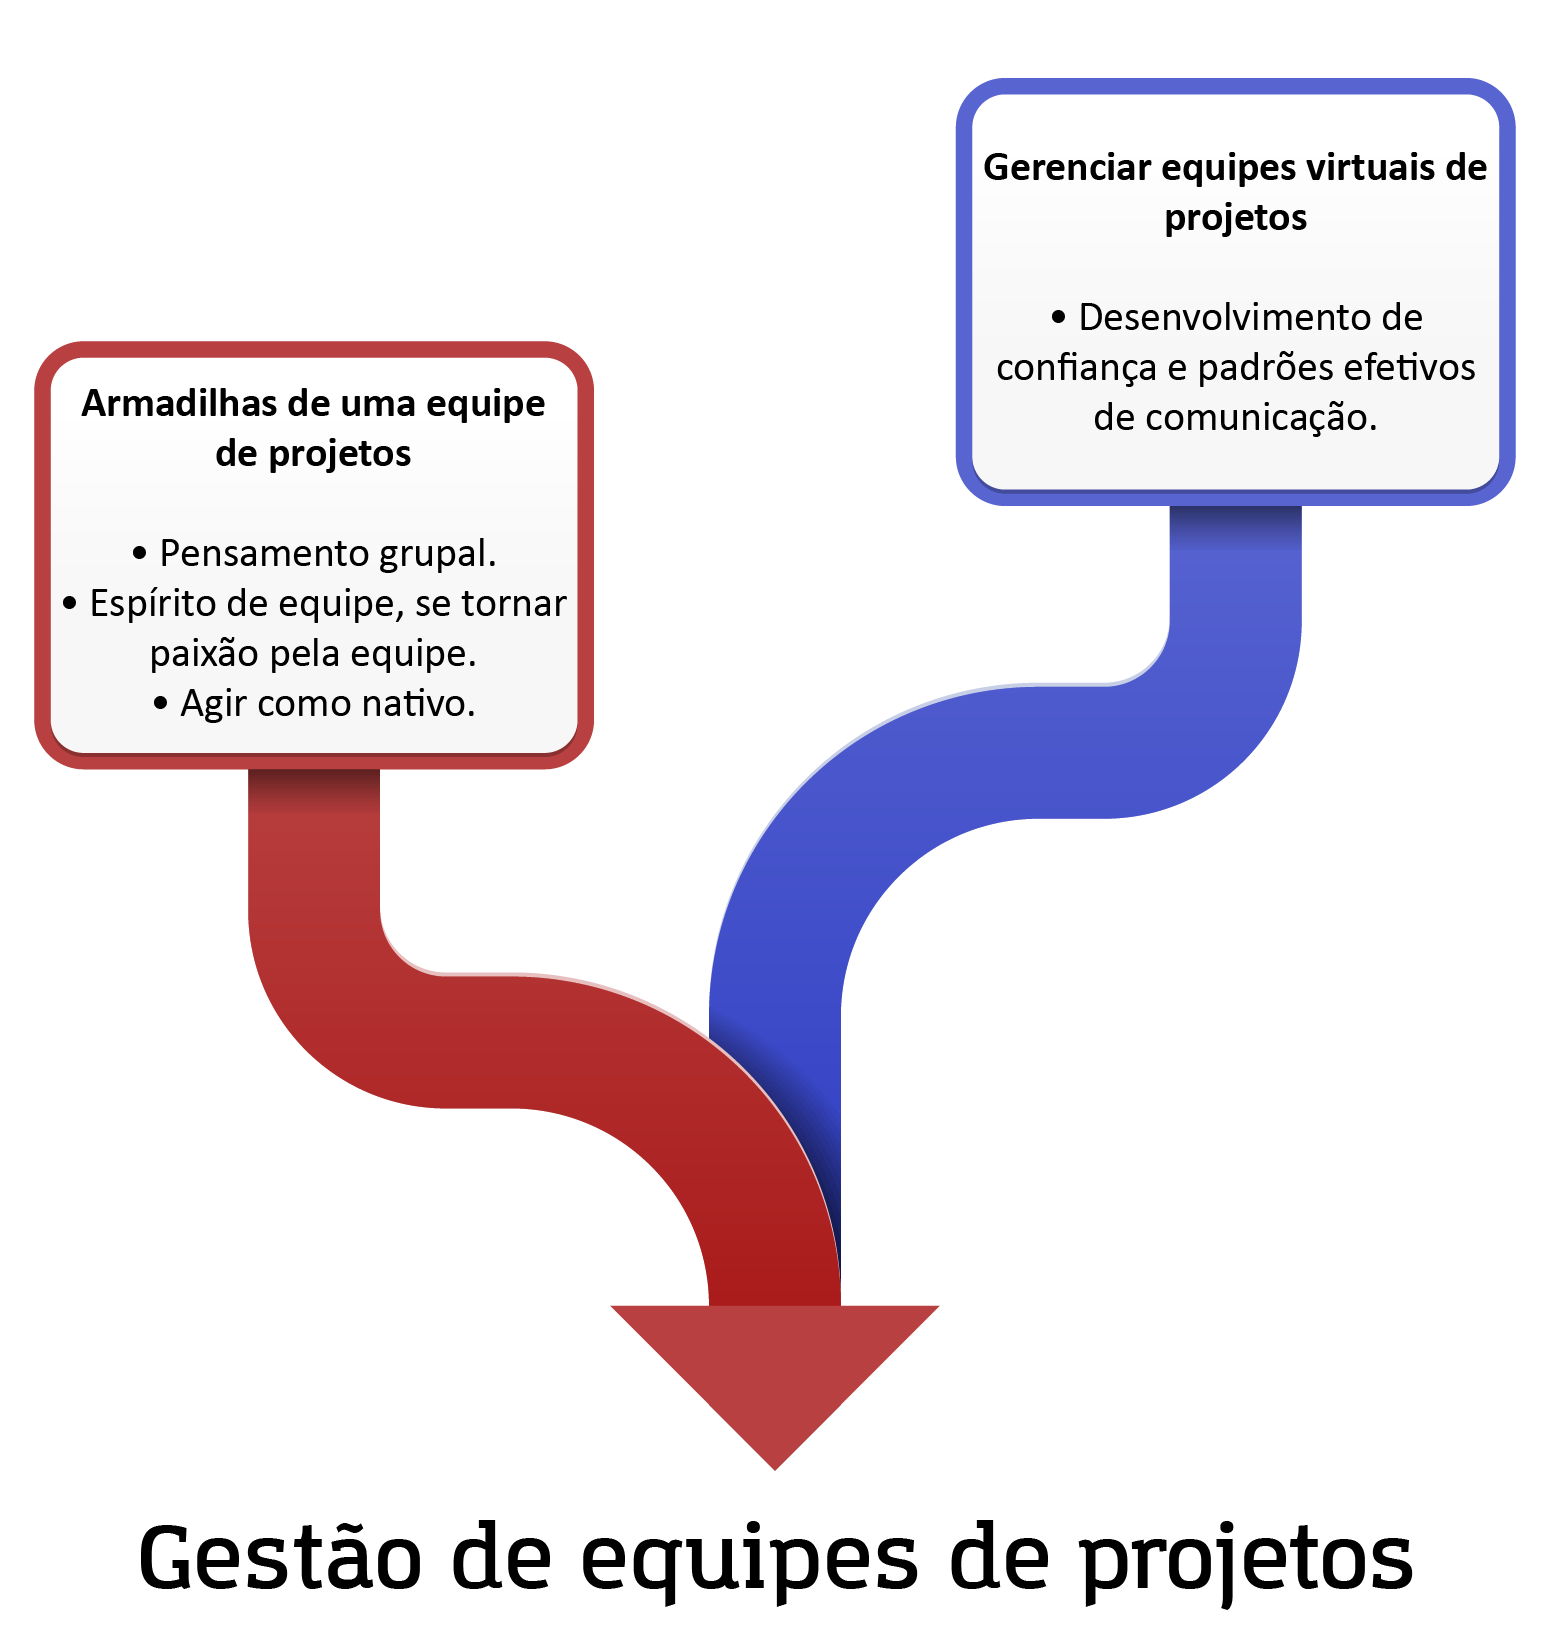 Armadilhas de uma equipe
de projetos
• Pensamento grupal.
• Espírito de equipe, se tornar
paixão pela equipe.
• Agir como nativo.
Gerenciar equipes virtuais de
projetos
• Desenvolvimento de
confiança e padrões efetivos
de comunicação.
Gestão de equipes de projetos